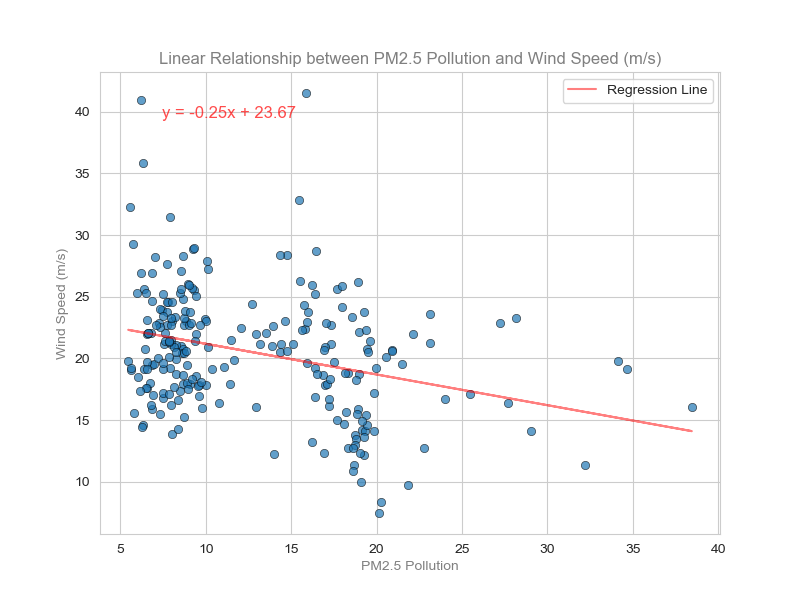 Linear Relationship between PM2.5 Pollution and Wind Speed (m/s)
Regression Line
y = -0.25x + 23.67
Wind Speed (m/s)
40
35
30
25
20
15
10
5 10 15 20 25 30 35 40
PM2.5 Pollution